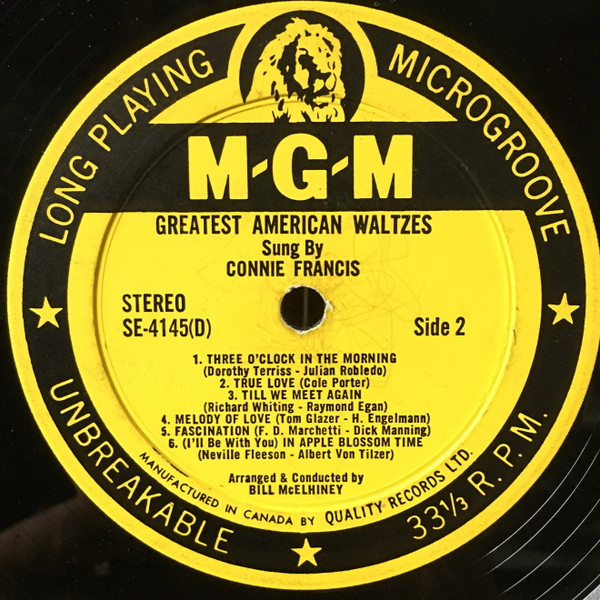 LONG PLAYING
MICROGROOVE
M-G-M
GREATEST AMERICAN WALTZES
Sung By
CONNIE FRANCIS
STEREO
SE-4145(D)
Side 2
1. THREE O'CLOCK IN THE MORNING
(Dorothy Terriss - Julian Robledo)
2. TRUE LOVE (Cole Porter)
3. TILL WE MEET AGAIN
(Richard Whiting - Raymond Egan)
4. MELODY OF LOVE (Tom Glazer - H. Engelmann)
5. FASCINATION (F. D. Marchetti - Dick Manning)
6. (I'll Be With You) IN APPLE BLOSSOM TIME
(Neville Fleeson - Albert Von Tilzer)
Arranged & Conducted by
BILL McELHINEY
MANUFACTURED IN CANADA BY QUALITY RECORDS LTD.
UNBREAKABLE
33⅓ R.P.M.